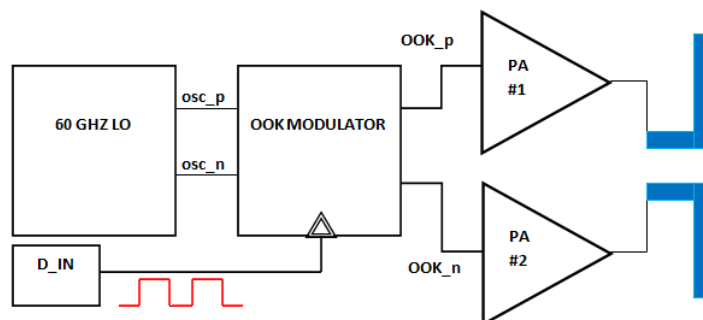 OOK_p
PA
#1
osc_p
60 GHZ LO
OOK MODULATOR
osc_n
D_IN
OOK_n
PA
#2